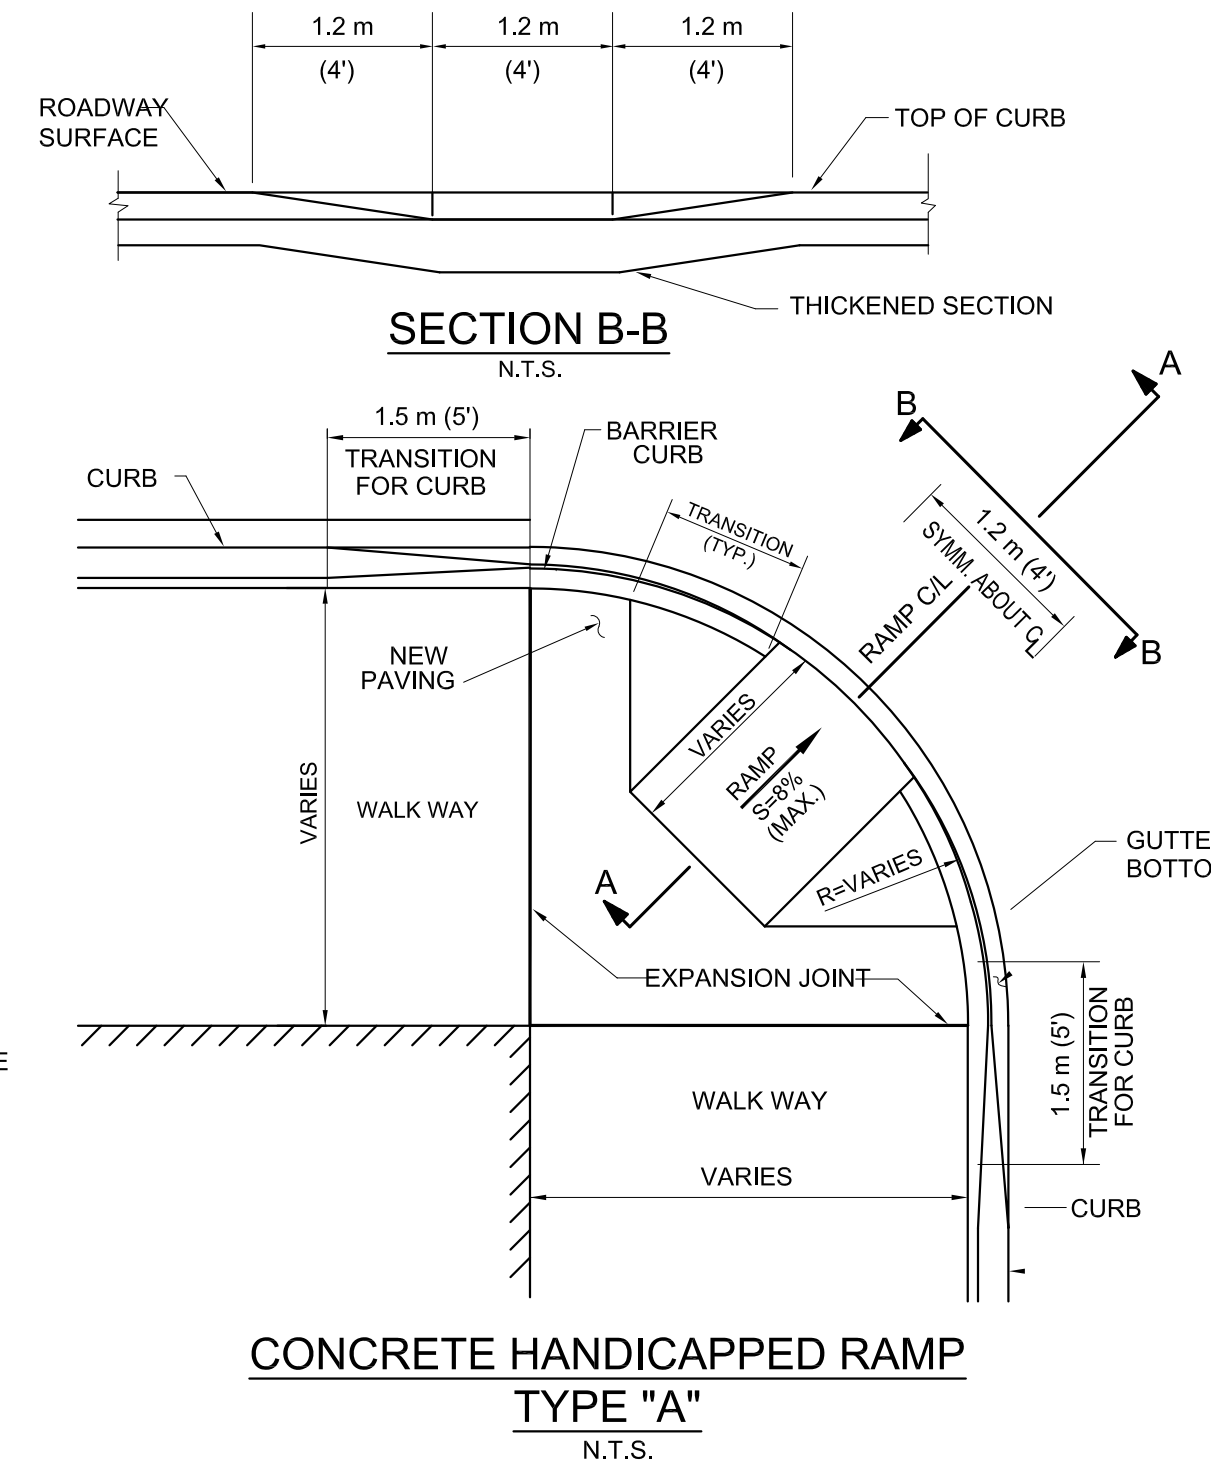 1.2 m
(4')
1.2 m
(4')
1.2 m
(4')
ROADWAY
SURFACE
TOP OF CURB
THICKENED SECTION
SECTION B-B
N.T.S.
A
B
1.5 m (5')
TRANSITION
FOR CURB
BARRIER
CURB
CURB
TRANSITION
(TYP.)
1.2 m (4')
SYMM. ABOUT C/L
B
RAMP C/L
NEW
PAVING
VARIES
RAMP
S=8%
(MAX.)
VARIES
WALK WAY
R=VARIES
GUTTE
BOTTO
A
EXPANSION JOINT
1.5 m (5')
TRANSITION
FOR CURB
E
WALK WAY
VARIES
CURB
CONCRETE HANDICAPPED RAMP
TYPE "A"
N.T.S.